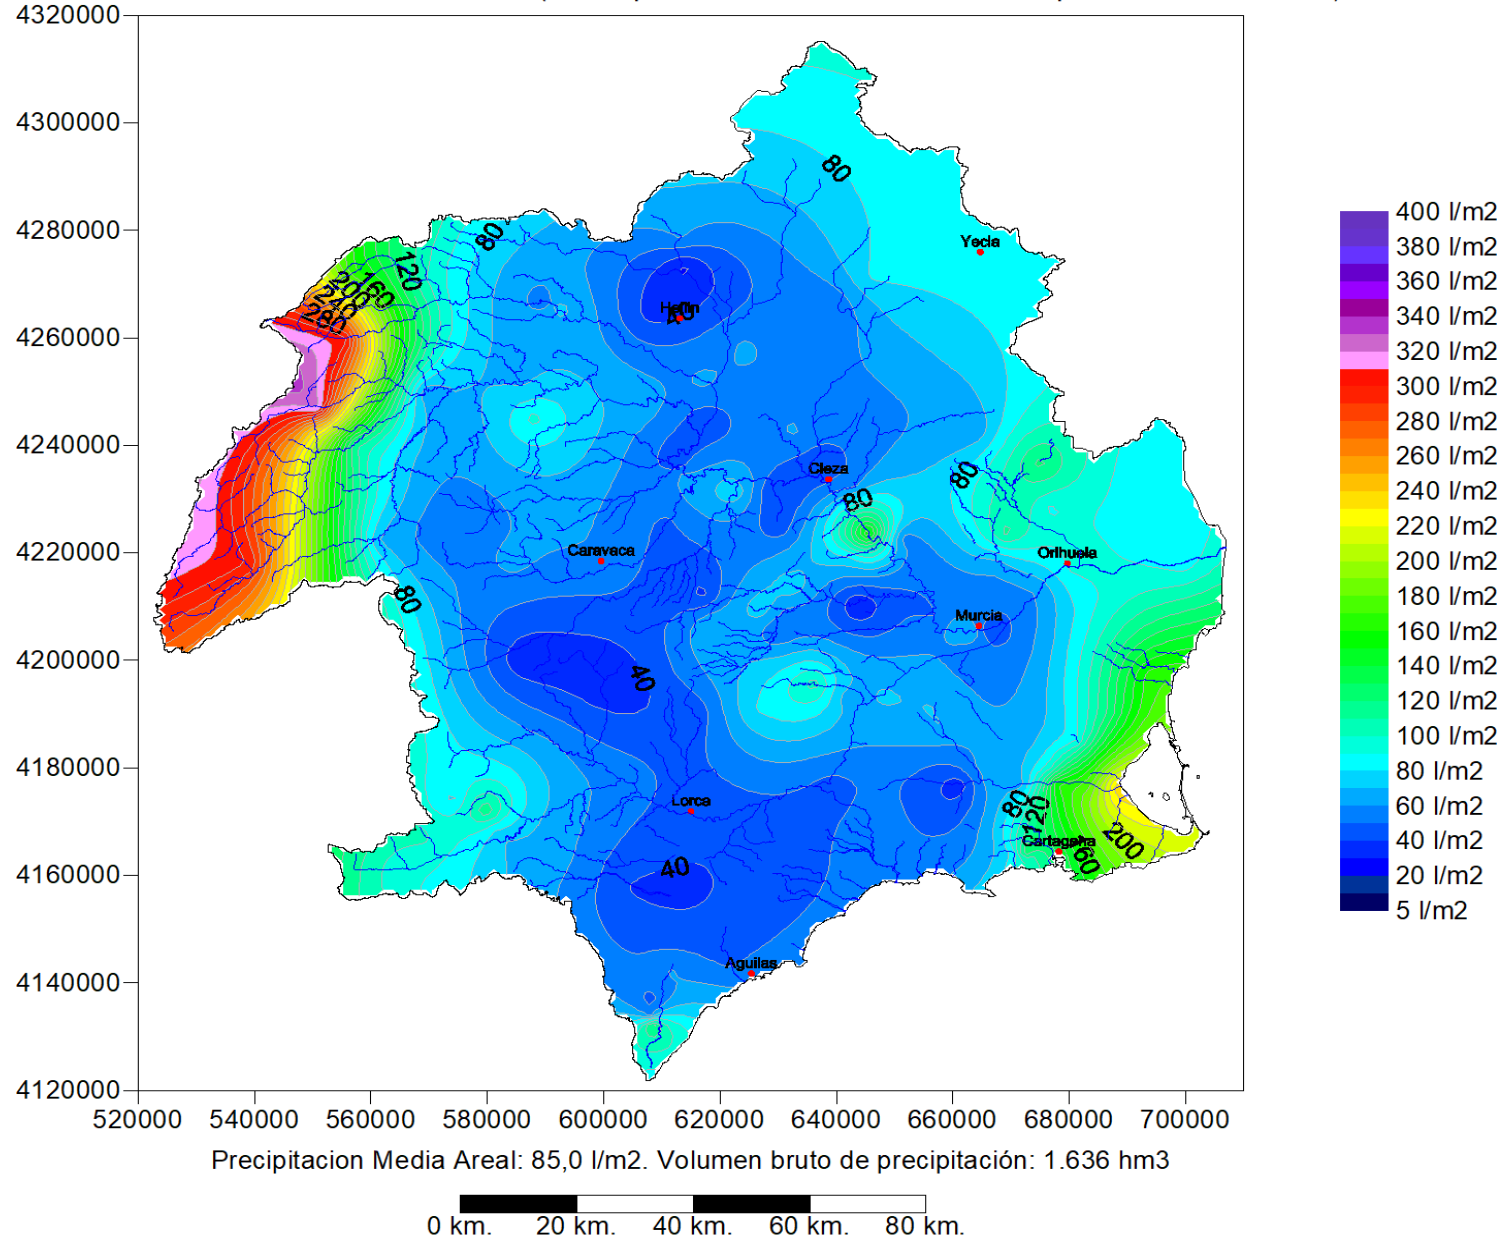 4320000
4300000
80
4280000
80
Yecla
120
400 l/m2
380 l/m2
360 l/m2
340 l/m2
320 l/m2
300 l/m2
280 l/m2
260 l/m2
240 l/m2
220 l/m2
200 l/m2
180 l/m2
160 l/m2
140 l/m2
120 l/m2
100 l/m2
80 l/m2
60 l/m2
40 l/m2
20 l/m2
5 l/m2
200
160
240
280
Hellin
40
4260000
4240000
Cieza
80
80
4220000
Caravaca
Orihuela
80
Murcia
4200000
40
4180000
Lorca
80
120
Cartagena
200
160
4160000
40
Aguilas
4140000
4120000
520000
540000
560000
580000
600000
620000
640000
660000
680000
700000
Precipitacion Media Areal: 85,0 l/m2. Volumen bruto de precipitación: 1.636 hm3
0 km.
20 km.
40 km.
60 km.
80 km.